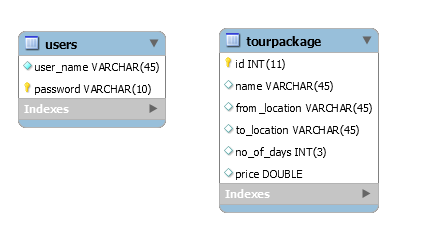 users
user_name VARCHAR(45)
password VARCHAR(10)
Indexes
tourpackage
id INT(11)
name VARCHAR(45)
from_location VARCHAR(45)
to_location VARCHAR(45)
no_of_days INT(3)
price DOUBLE
Indexes